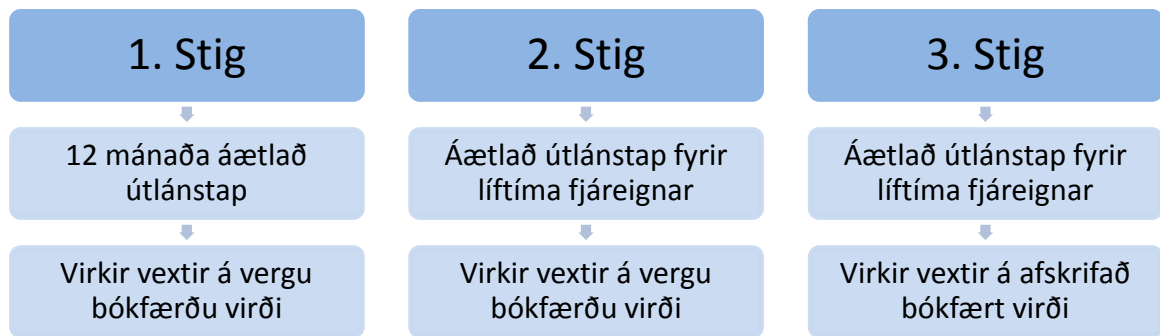 1. Stig
12 mánaða áætlað
útlánstap
Virkir vextir á vergu
bókfærðu virði
2. Stig
Áætlað útlánstap fyrir
líftíma fjáreignar
Virkir vextir á vergu
bókfærðu virði
3. Stig
Áætlað útlánstap fyrir
líftíma fjáreignar
Virkir vextir á afskrifað
bókfært virði